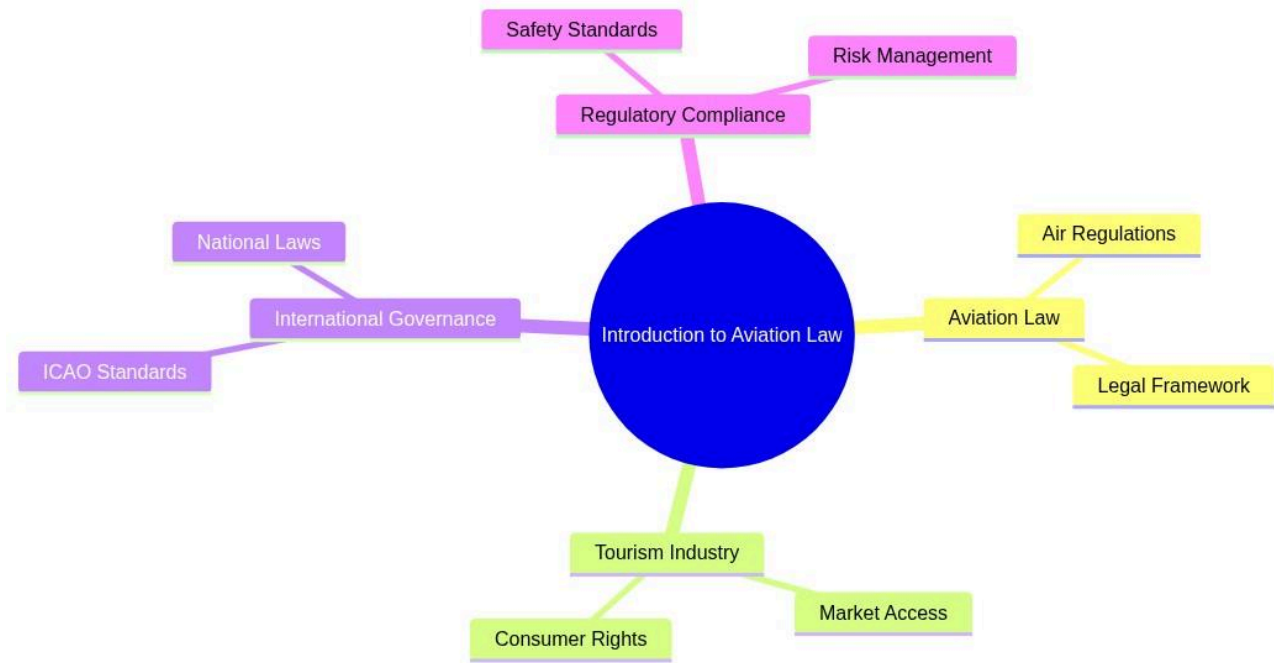 Safety Standards
Risk Management
Regulatory Compliance
National Laws
International Governance
ICAO Standards
Introduction to Aviation Law
Air Regulations
Aviation Law
Legal Framework
Tourism Industry
Consumer Rights
Market Access